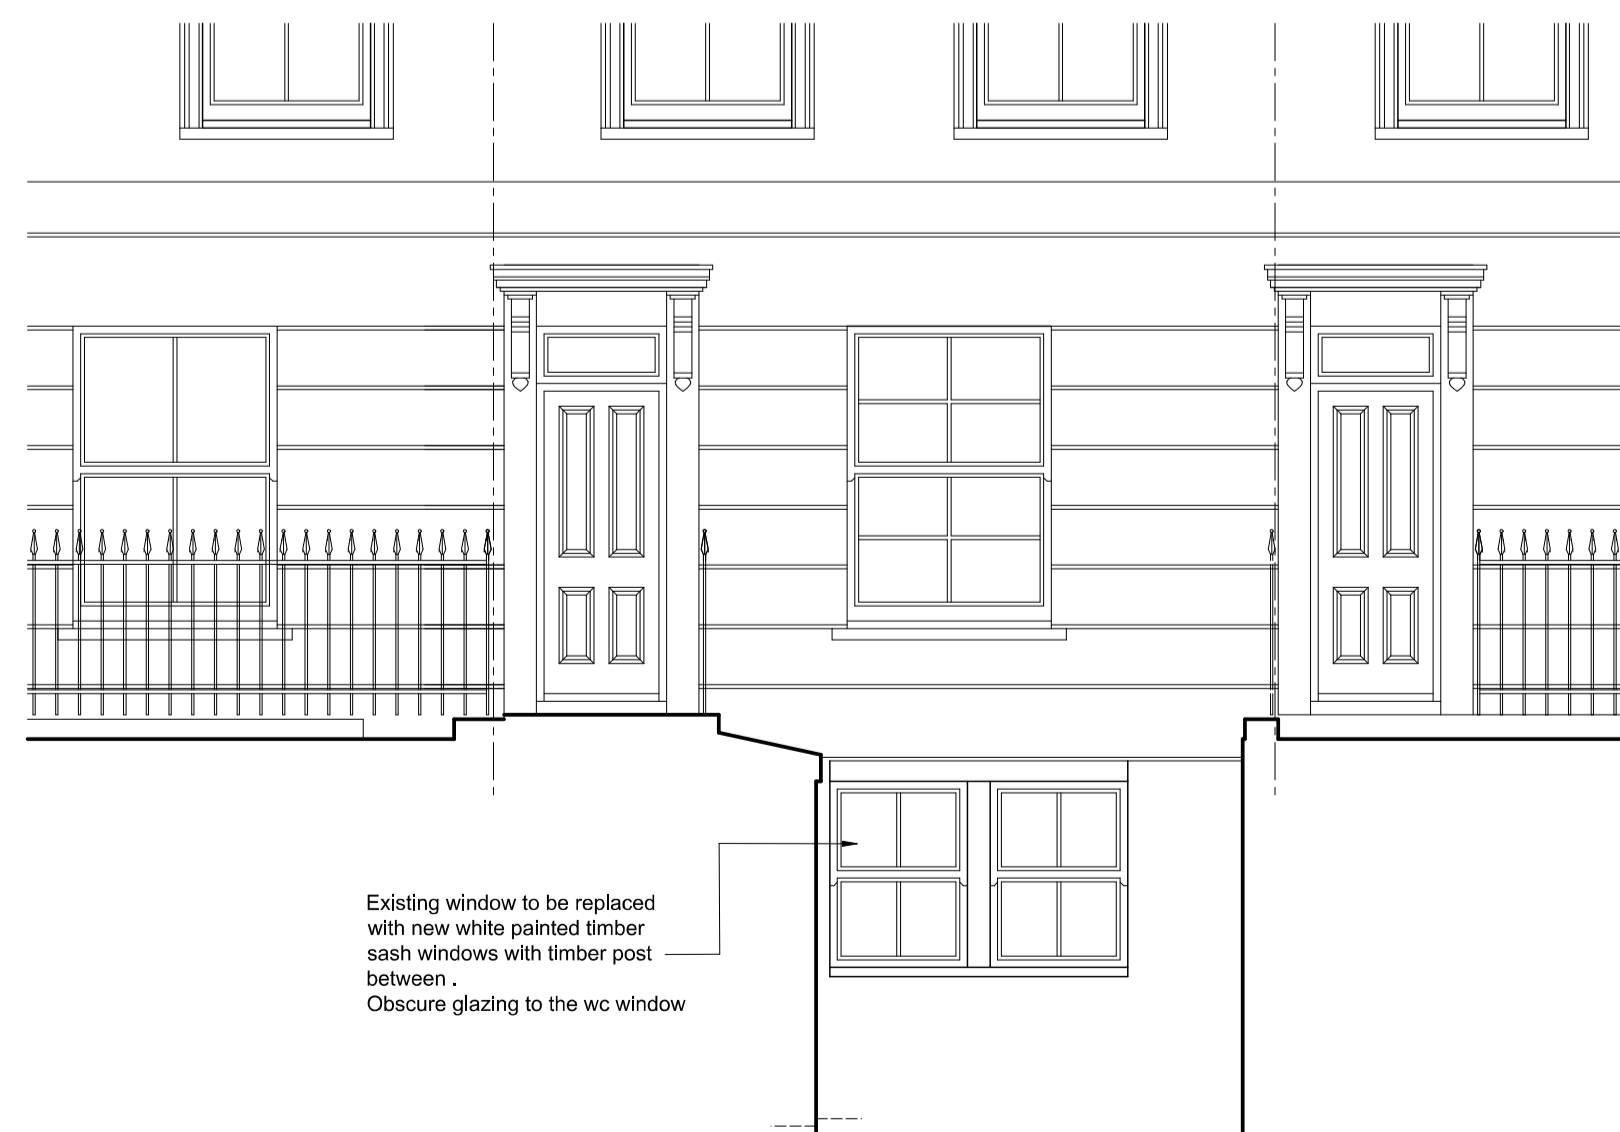 Existing window to be replaced
with new white painted timber
sash windows with timber post
between .
Obscure glazing to the wc window